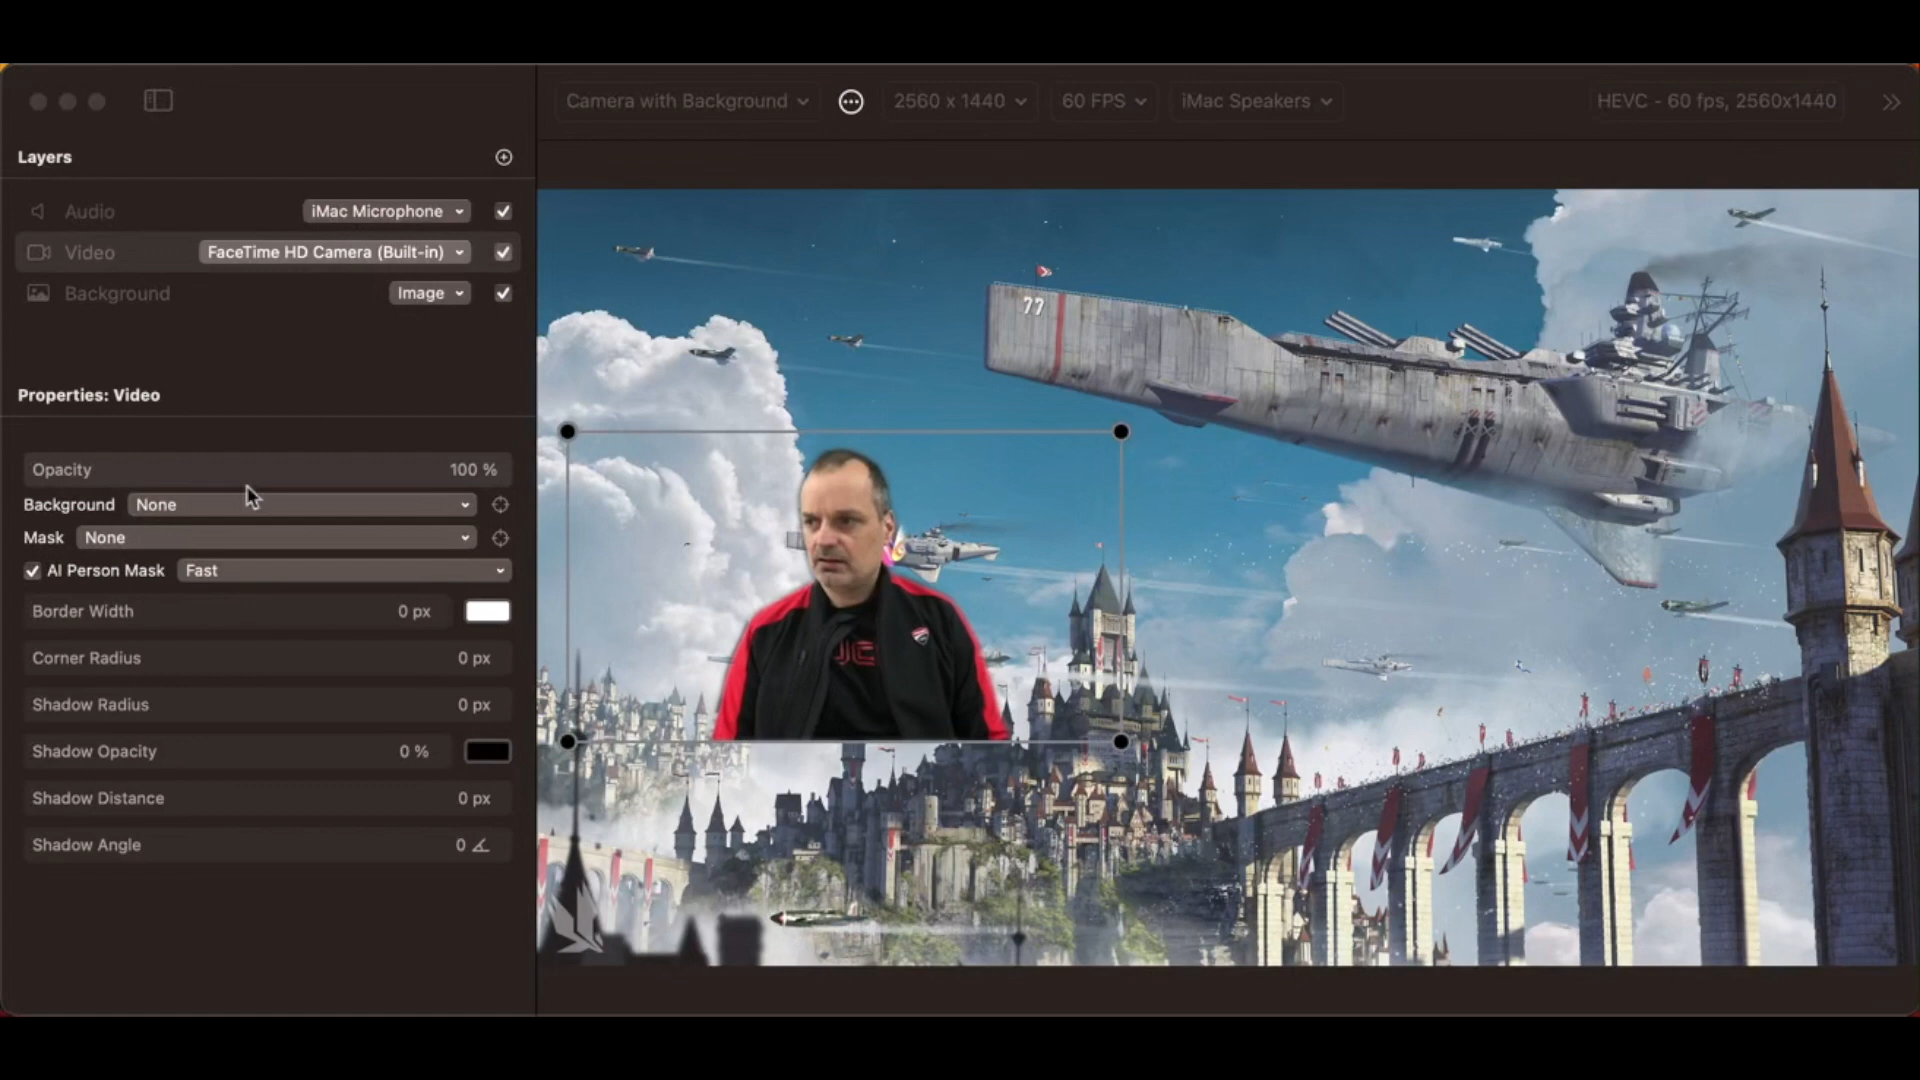 Camera with Background
2560 x 1440
60 FPS
iMac Speakers
HEVC - 60 fps, 2560x1440
Layers
Audio
iMac Microphone
Video
FaceTime HD Camera (Built-in)
Background
Image
Properties: Video
Opacity
100 %
Background
None
Mask
None
AI Person Mask
Fast
Border Width
0 px
Corner Radius
0 px
Shadow Radius
0 px
Shadow Opacity
0 %
Shadow Distance
0 px
Shadow Angle
0
77